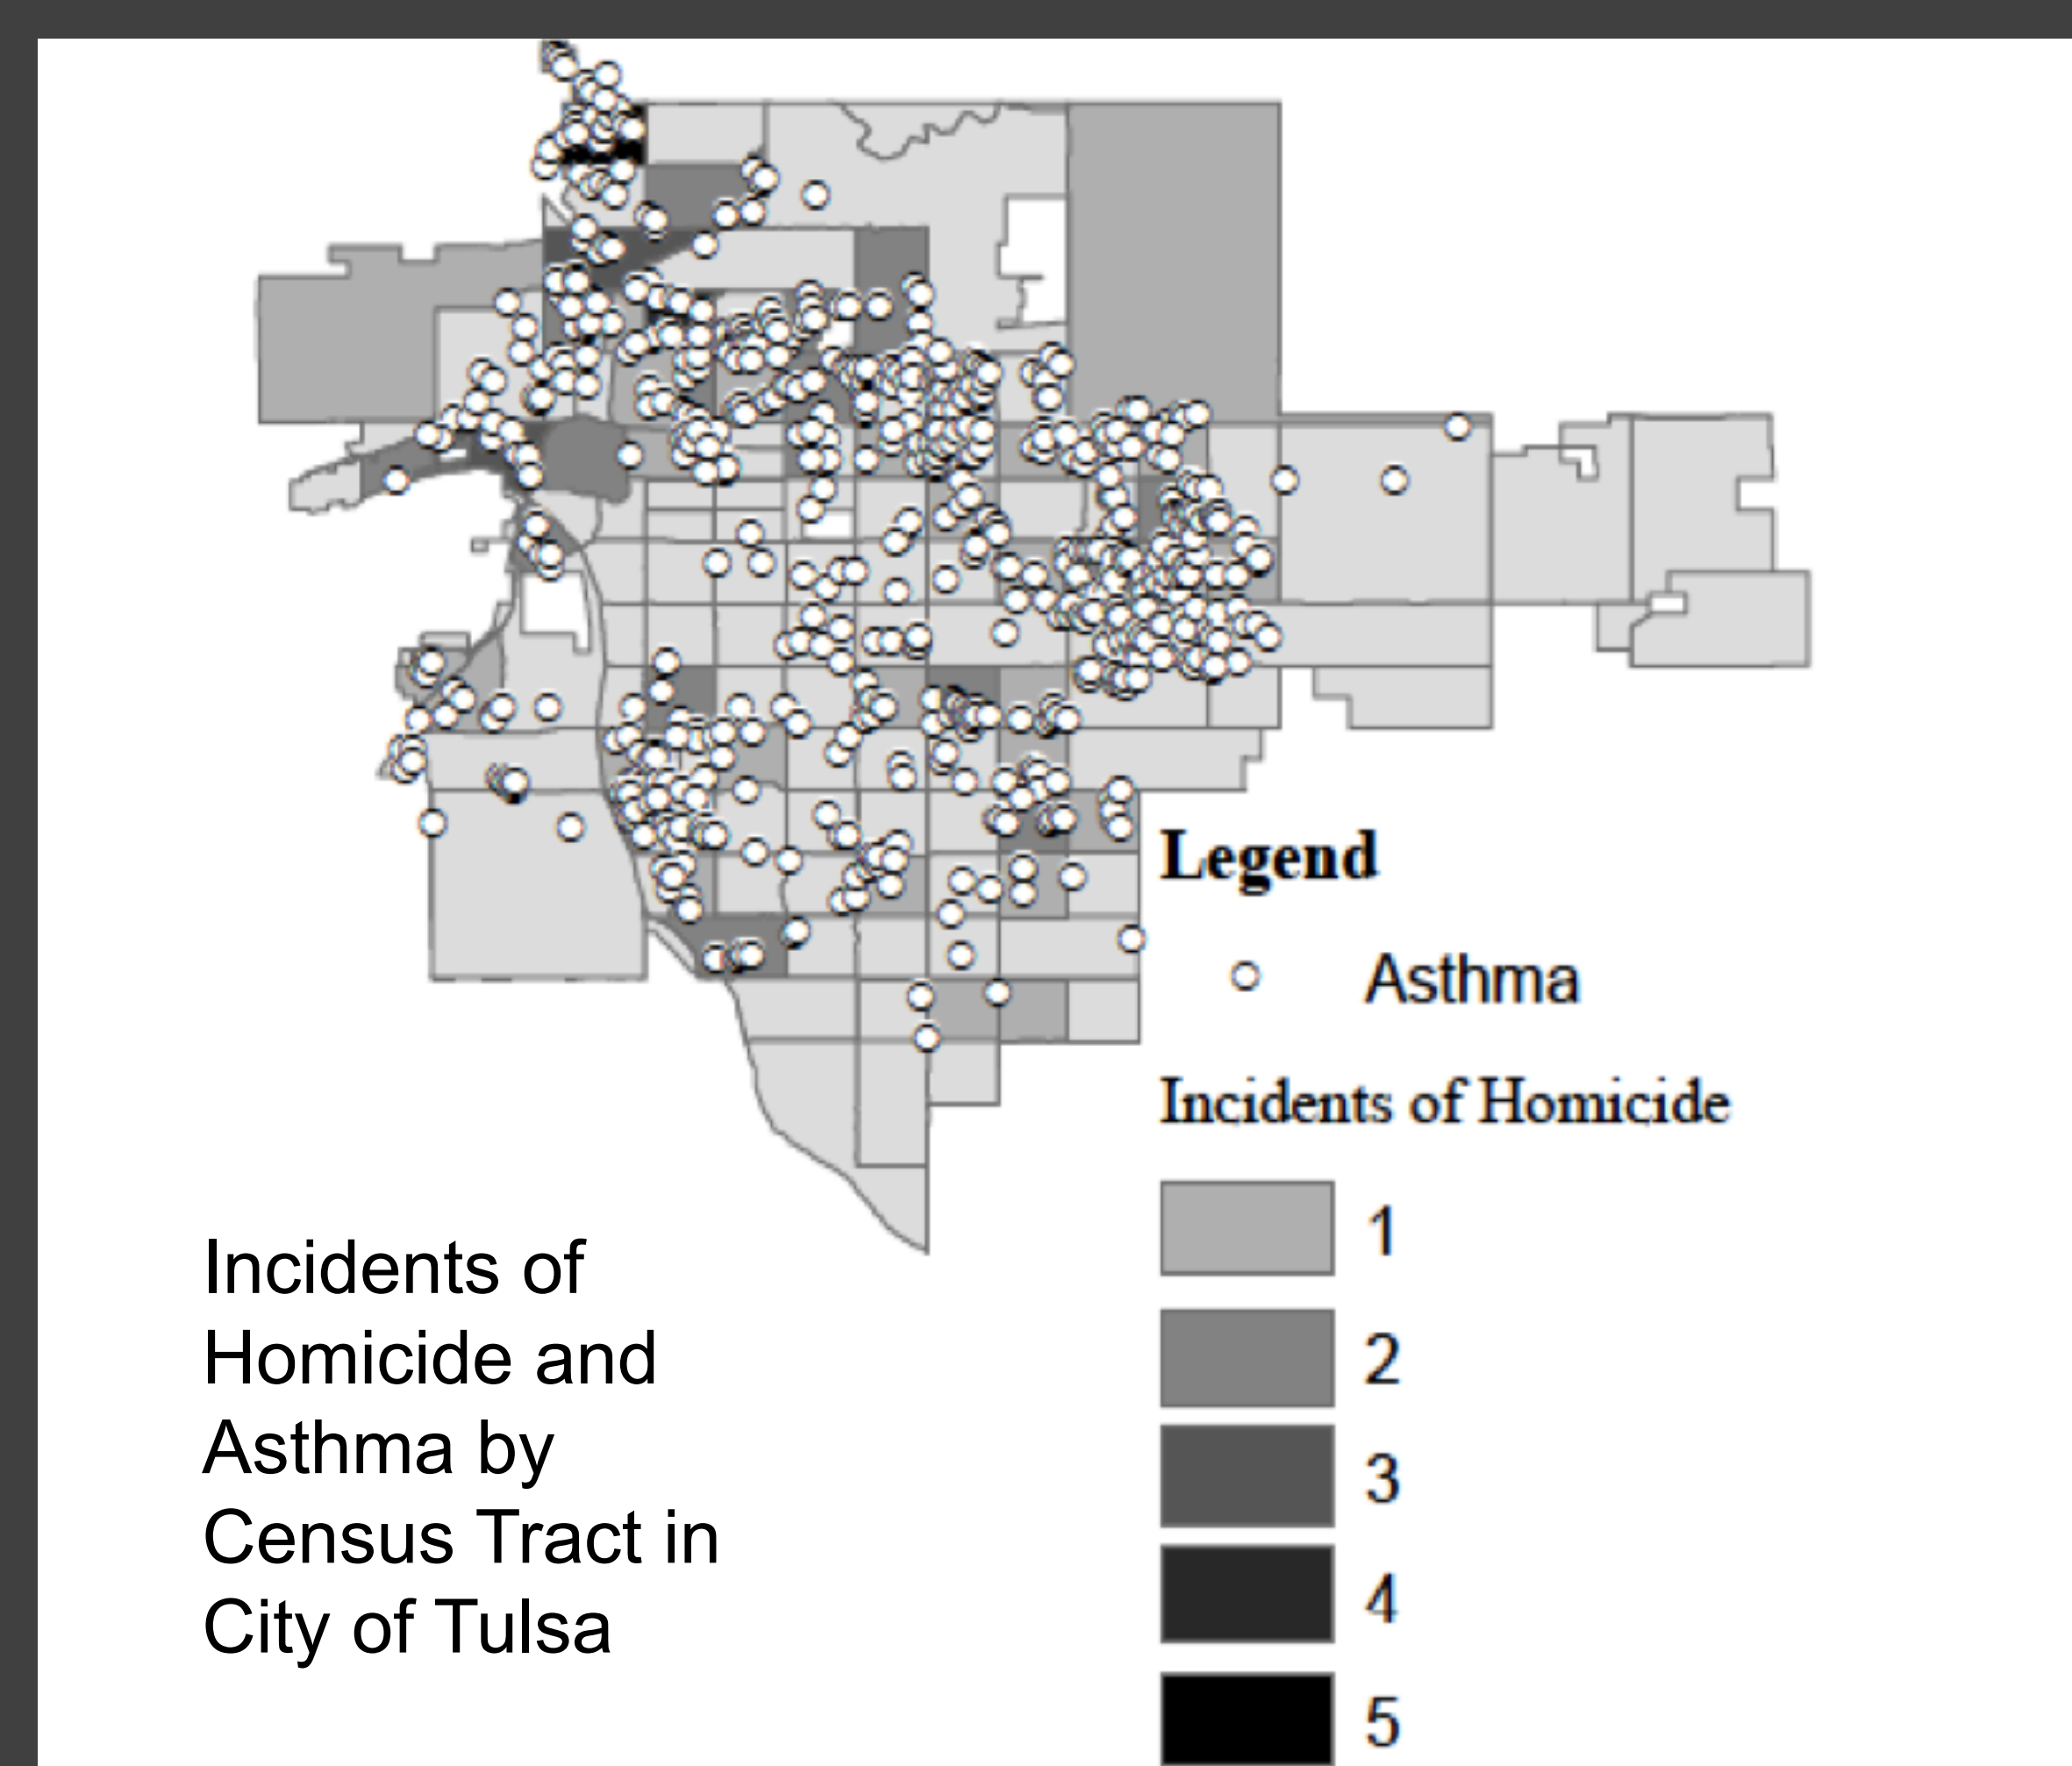 Legend
Asthma
Incidents of Homicide
1
2
3
4
5
Incidents of
Homicide and
Asthma by
Census Tract in
City of Tulsa